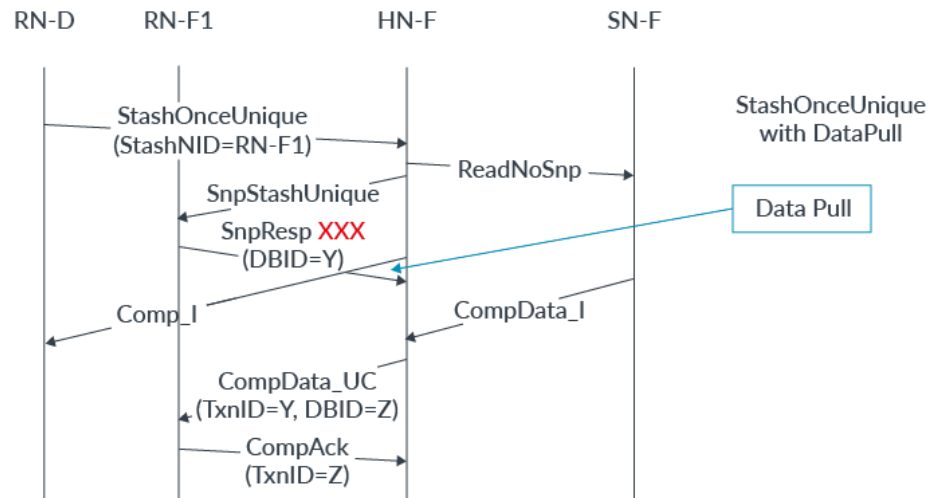 RN-D RN-F1 HN-F SN-F
StashOnceUnique
(StashNID=RN-F1)
StashOnceUnique
with DataPull
ReadNoSnp
SnpStashUnique
Data Pull
SnpResp XXX
(DBID=Y)
Comp_I
CompData_I
CompData_UC
(TxnID=Y, DBID=Z)
CompAck
(TxnID=Z)